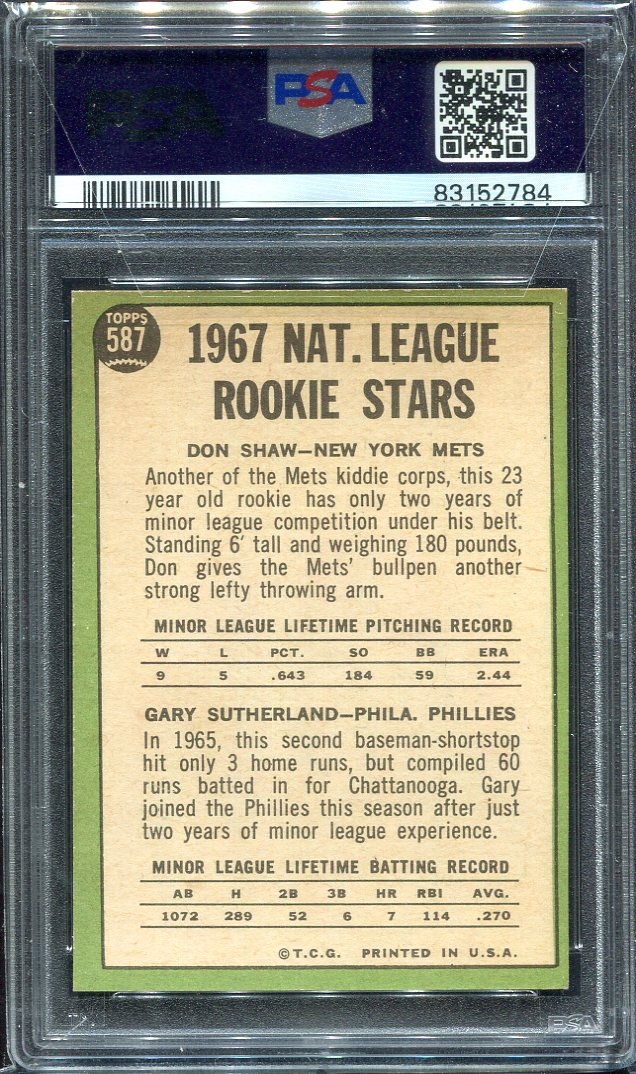 PSA
PSA
83152784
TOPPS
587
1967 NAT. LEAGUE
ROOKIE STARS
DON SHAW—NEW YORK METS
Another of the Mets kiddie corps, this 23
year old rookie has only two years of
minor league competition under his belt.
Standing 6′ tall and weighing 180 pounds,
Don gives the Mets' bullpen another
strong lefty throwing arm.
MINOR LEAGUE LIFETIME PITCHING RECORD
W L PCT. SO BB ERA
9 5 .643 184 59 2.44
GARY SUTHERLAND—PHILA. PHILLIES
In 1965, this second baseman-shortstop
hit only 3 home runs, but compiled 60
runs batted in for Chattanooga. Gary
joined the Phillies this season after just
two years of minor league experience.
MINOR LEAGUE LIFETIME BATTING RECORD
AB H 2B 3B HR RBI AVG.
1072 289 52 6 7 114 .270
©T.C.G. PRINTED IN U.S.A.
PSA